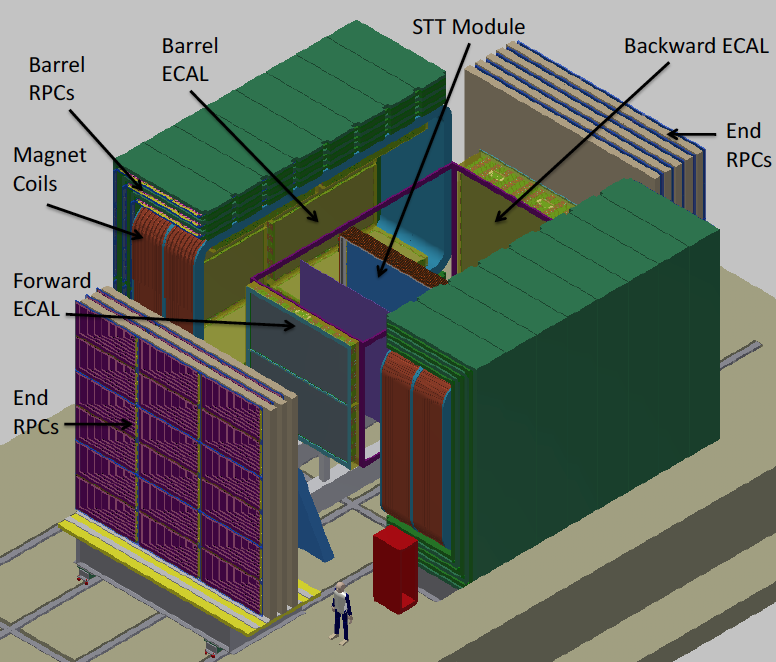 STT Module
Barrel
ECAL
Backward ECAL
Barrel
RPCs
End
RPCs
Magnet
Coils
Forward
ECAL
End
RPCs